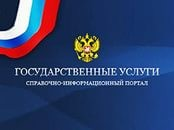 ГОСУДАРСТВЕННЫЕ УСЛУГИ
СПРАВОЧНО-ИНФОРМАЦИОННЫЙ ПОРТАЛ